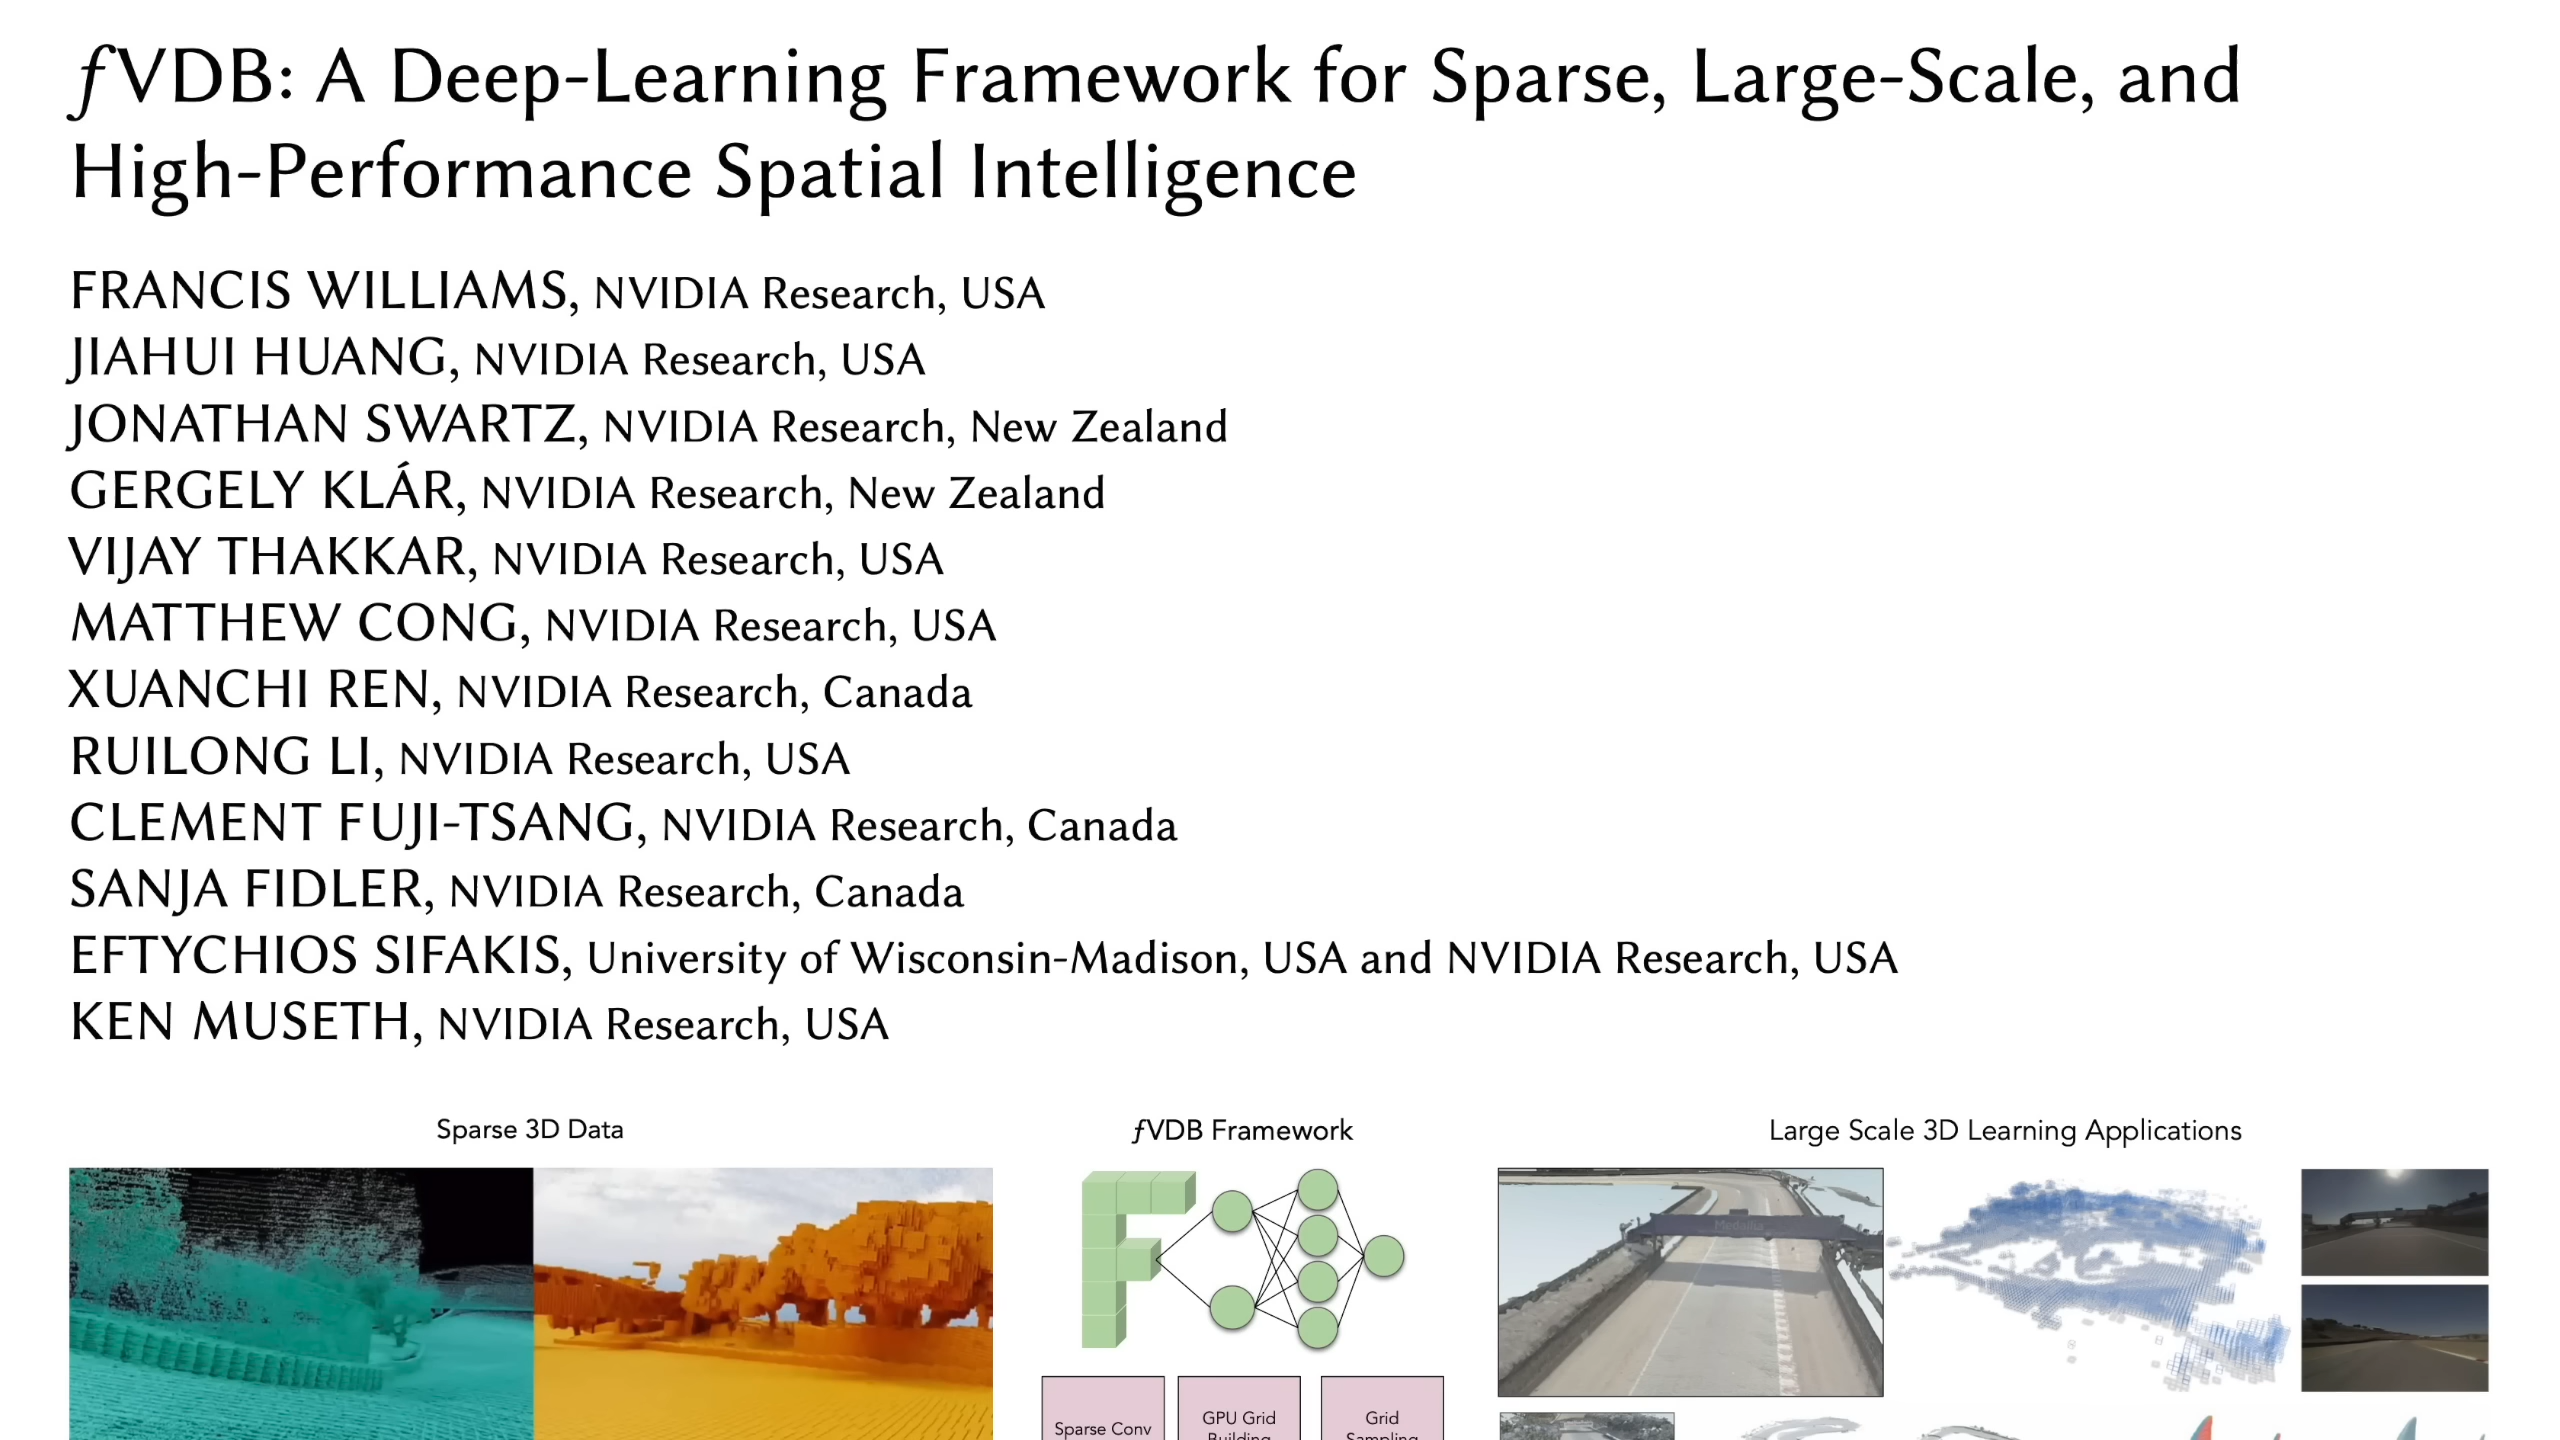 ƒVDB: A Deep-Learning Framework for Sparse, Large-Scale, and
High-Performance Spatial Intelligence
FRANCIS WILLIAMS, NVIDIA Research, USA
JIAHUI HUANG, NVIDIA Research, USA
JONATHAN SWARTZ, NVIDIA Research, New Zealand
GERGELY KLÁR, NVIDIA Research, New Zealand
VIJAY THAKKAR, NVIDIA Research, USA
MATTHEW CONG, NVIDIA Research, USA
XUANCHI REN, NVIDIA Research, Canada
RUILONG LI, NVIDIA Research, USA
CLEMENT FUJI-TSANG, NVIDIA Research, Canada
SANJA FIDLER, NVIDIA Research, Canada
EFTYCHIOS SIFAKIS, University of Wisconsin-Madison, USA and NVIDIA Research, USA
KEN MUSETH, NVIDIA Research, USA
Sparse 3D Data
ƒVDB Framework
Large Scale 3D Learning Applications
Sparse Conv
GPU Grid
Building
Grid
Sampling